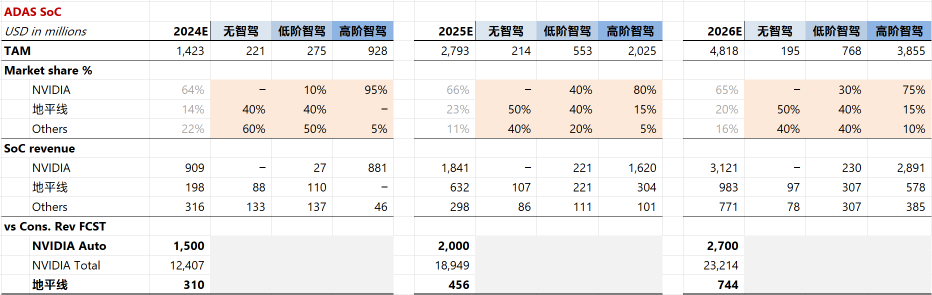 ADAS SoC
USD in millions 2024E 无智驾 低阶智驾 高阶智驾 2025E 无智驾 低阶智驾 高阶智驾 2026E 无智驾 低阶智驾 高阶智驾
TAM 1,423 221 275 928 2,793 214 553 2,025 4,818 195 768 3,855
Market share %
NVIDIA 64% – 10% 95% 66% – 40% 80% 65% – 30% 75%
地平线 14% 40% 40% – 23% 50% 40% 15% 20% 50% 40% 15%
Others 22% 60% 50% 5% 11% 40% 20% 5% 16% 40% 40% 10%
SoC revenue
NVIDIA 909 – 27 881 1,841 – 221 1,620 3,121 – 230 2,891
地平线 198 88 110 – 632 107 221 304 983 97 307 578
Others 316 133 137 46 298 86 111 101 771 78 307 385
vs Cons. Rev FCST
NVIDIA Auto 1,500 2,000 2,700
NVIDIA Total 12,407 18,949 23,214
地平线 310 456 744